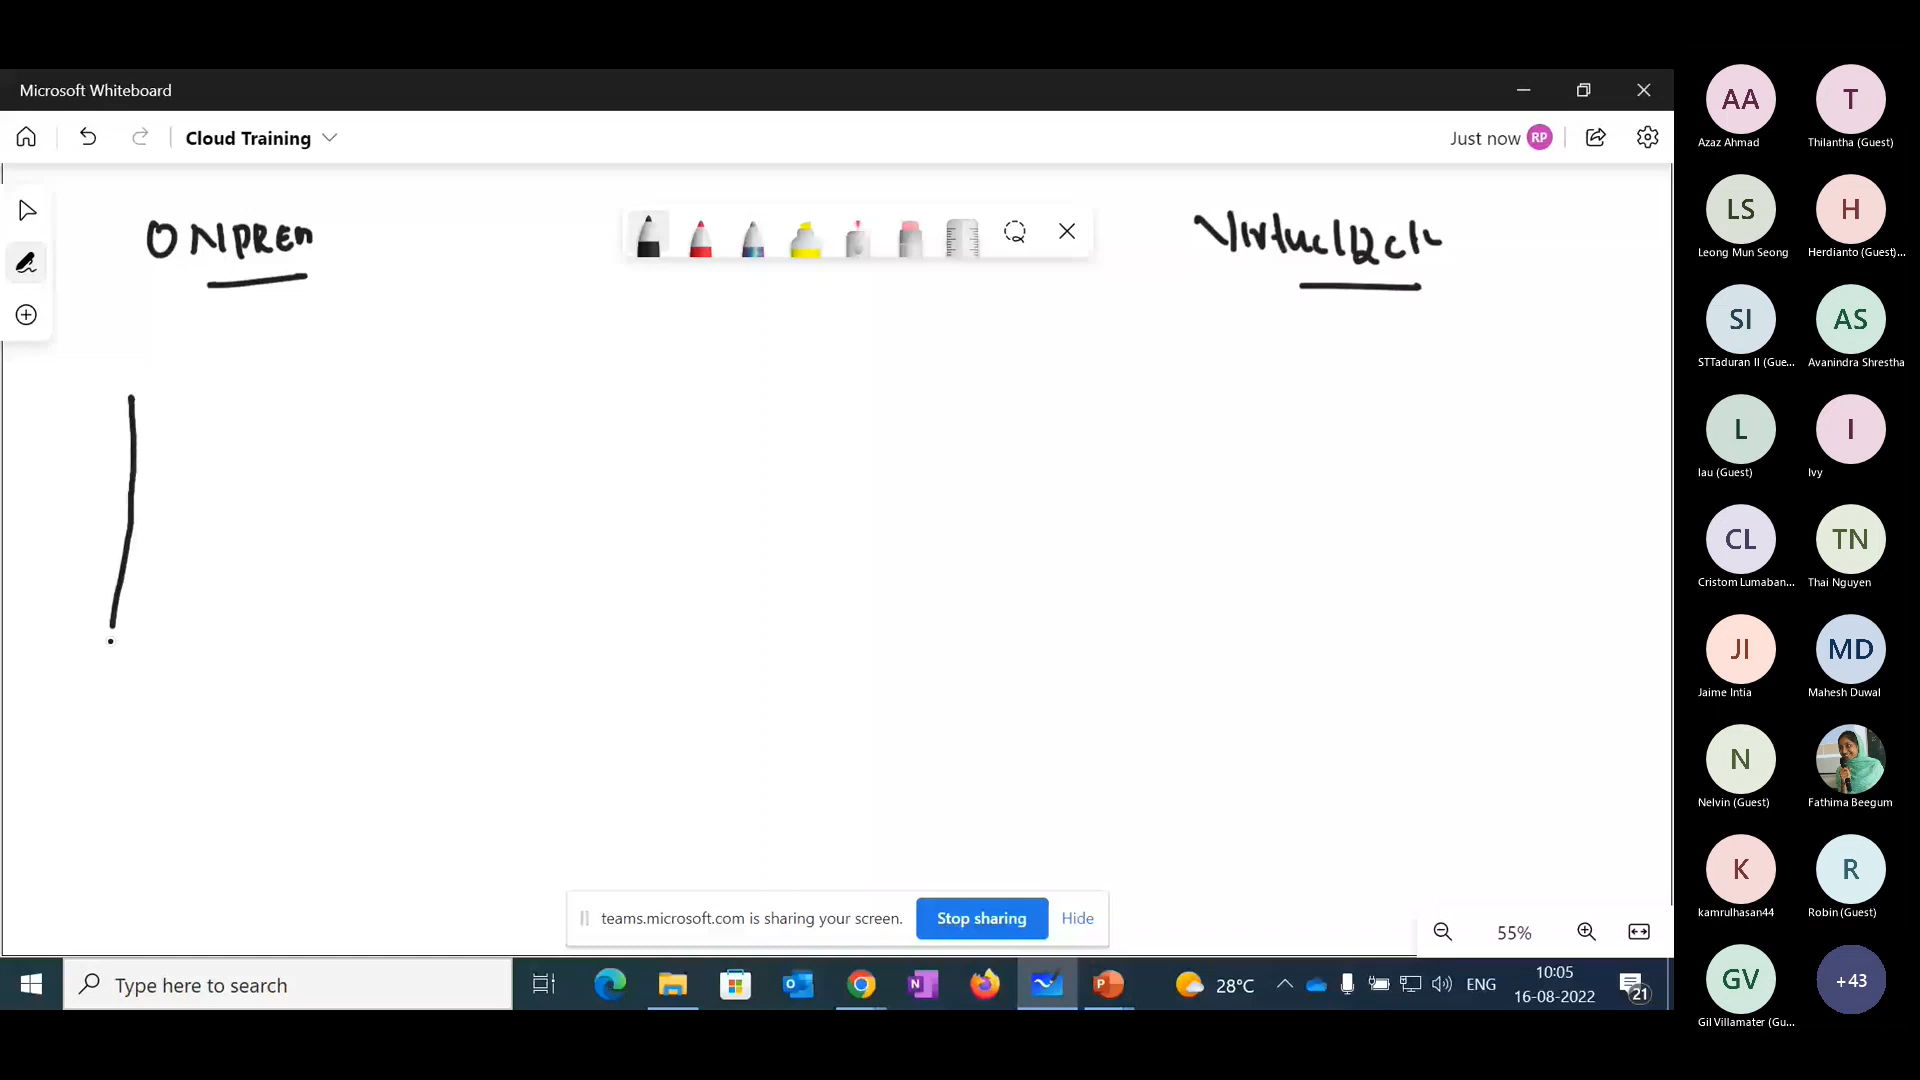 Microsoft Whiteboard
Cloud Training
Just now RP
ONPREM
teams.microsoft.com is sharing your screen. Stop sharing Hide
55%
Type here to search
28°C
ENG
10:05
16-08-2022
21
AA
Azaz Ahmad
T
Thilantha (Guest)
LS
Leong Mun Seong
H
Herdianto (Guest)...
SI
STTaduran II (Gue...
AS
Avanindra Shrestha
L
lau (Guest)
I
Ivy
CL
Cristom Lumaban...
TN
Thai Nguyen
JI
Jaime Intia
MD
Mahesh Duwal
N
Nelvin (Guest)
Fathima Beegum
K
kamrulhasan44
R
Robin (Guest)
GV
Gil Villamater (Gu...
+43